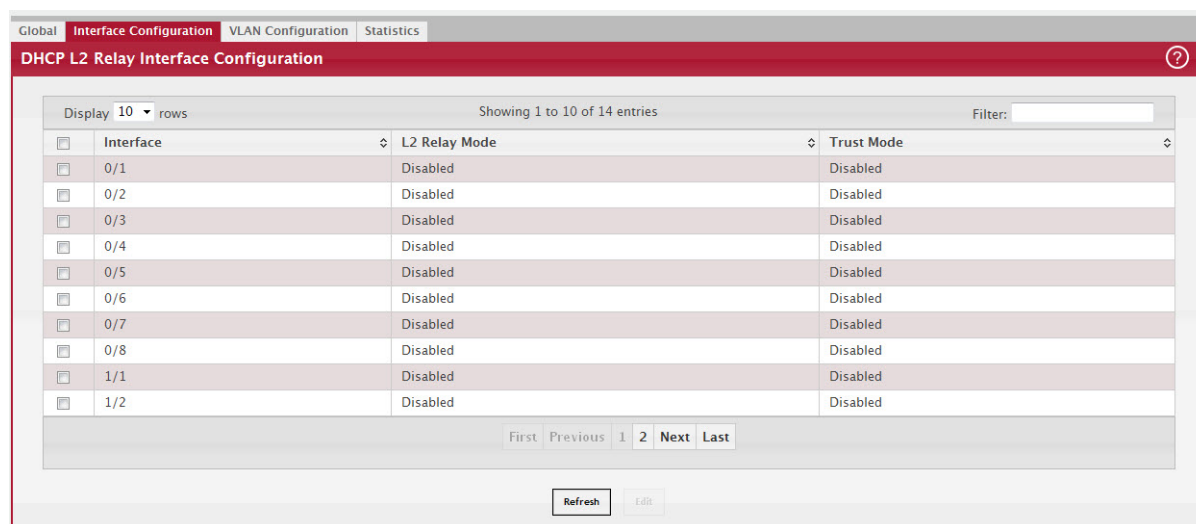 Global Interface Configuration VLAN Configuration Statistics
DHCP L2 Relay Interface Configuration ?
Display 10 rows Showing 1 to 10 of 14 entries Filter:
Interface L2 Relay Mode Trust Mode
0/1 Disabled Disabled
0/2 Disabled Disabled
0/3 Disabled Disabled
0/4 Disabled Disabled
0/5 Disabled Disabled
0/6 Disabled Disabled
0/7 Disabled Disabled
0/8 Disabled Disabled
1/1 Disabled Disabled
1/2 Disabled Disabled
First Previous 1 2 Next Last
Refresh Edit